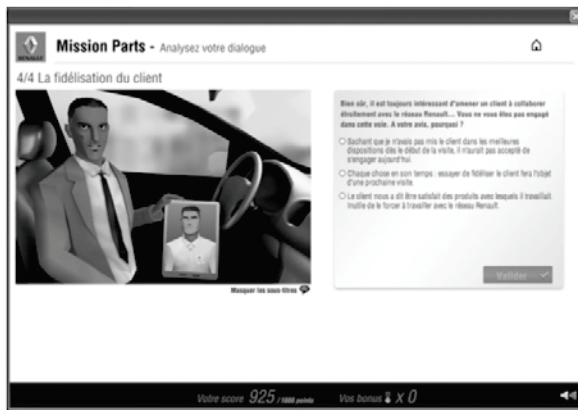 RENAULT
Mission Parts - Analysez votre dialogue
4/4 La fidélisation du client
Bien sûr, il est toujours intéressant d'amener un client à collaborer
étroitement avec le réseau Renault... Vous ne vous êtes pas engagé
dans cette voie. A votre avis, pourquoi ?
Sachant que je n'avais pas mis le client dans les meilleures
dispositions dès le début de la visite, il n'aurait pas accepté de
s'engager aujourd'hui.
Chaque chose en son temps : essayer de fidéliser le client fera l'objet
d'une prochaine visite.
Le client nous a dit être satisfait des produits avec lesquels il travaillait.
Inutile de le forcer à travailler avec le réseau Renault.
Valider
Masquer les sous-titres
Votre score 925 / 1000 points
Vos bonus x 0